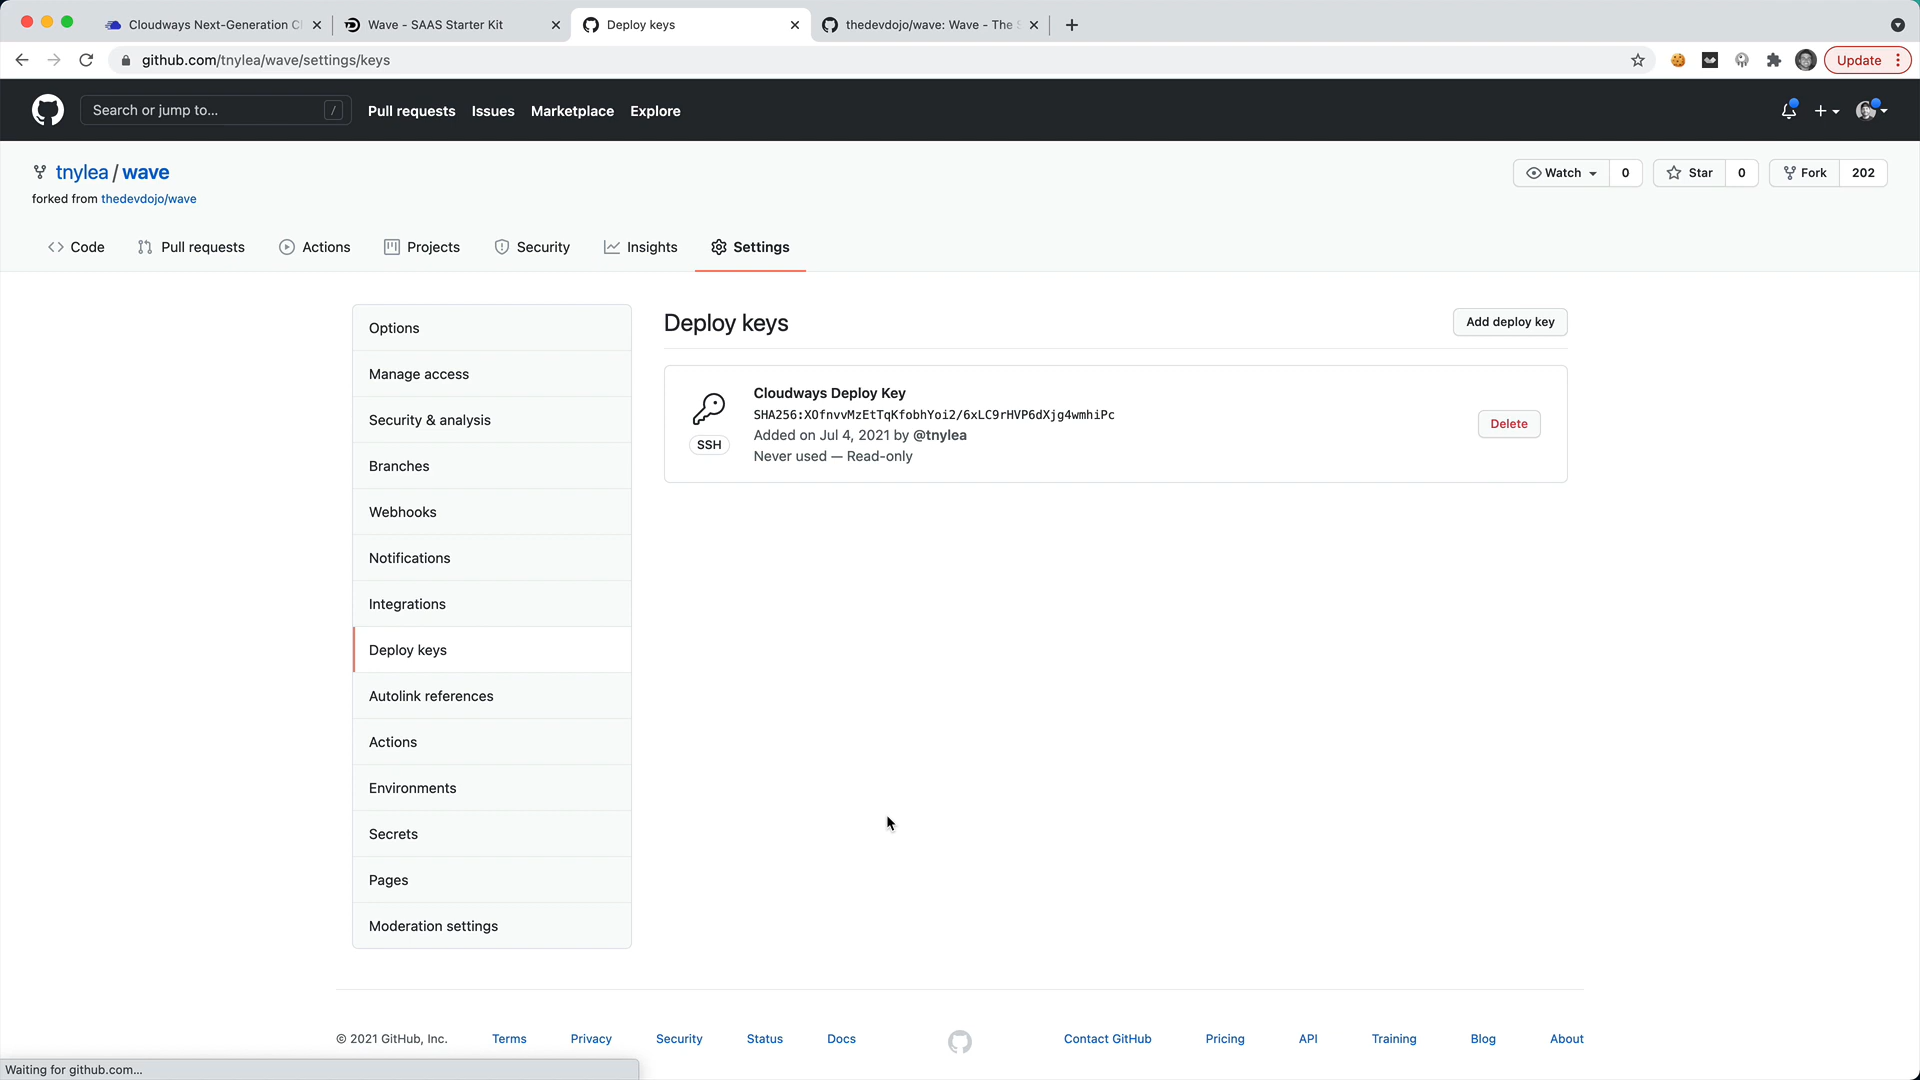 Cloudways Next-Generation C
Wave - SAAS Starter Kit
Deploy keys
thedevdojo/wave: Wave - The S
github.com/tnylea/wave/settings/keys
Update
Search or jump to...
/
Pull requests
Issues
Marketplace
Explore
tnylea / wave
Watch
0
Star
0
Fork
202
forked from thedevdojo/wave
Code
Pull requests
Actions
Projects
Security
Insights
Settings
Options
Manage access
Security & analysis
Branches
Webhooks
Notifications
Integrations
Deploy keys
Autolink references
Actions
Environments
Secrets
Pages
Moderation settings
Deploy keys
Add deploy key
Cloudways Deploy Key
SHA256:XOfnvvMzEtTqKfobhYoi2/6xLC9rHVP6dXjg4wmhiPc
Added on Jul 4, 2021 by @tnylea
Never used — Read-only
SSH
Delete
© 2021 GitHub, Inc.
Terms
Privacy
Security
Status
Docs
Contact GitHub
Pricing
API
Training
Blog
About
Waiting for github.com...